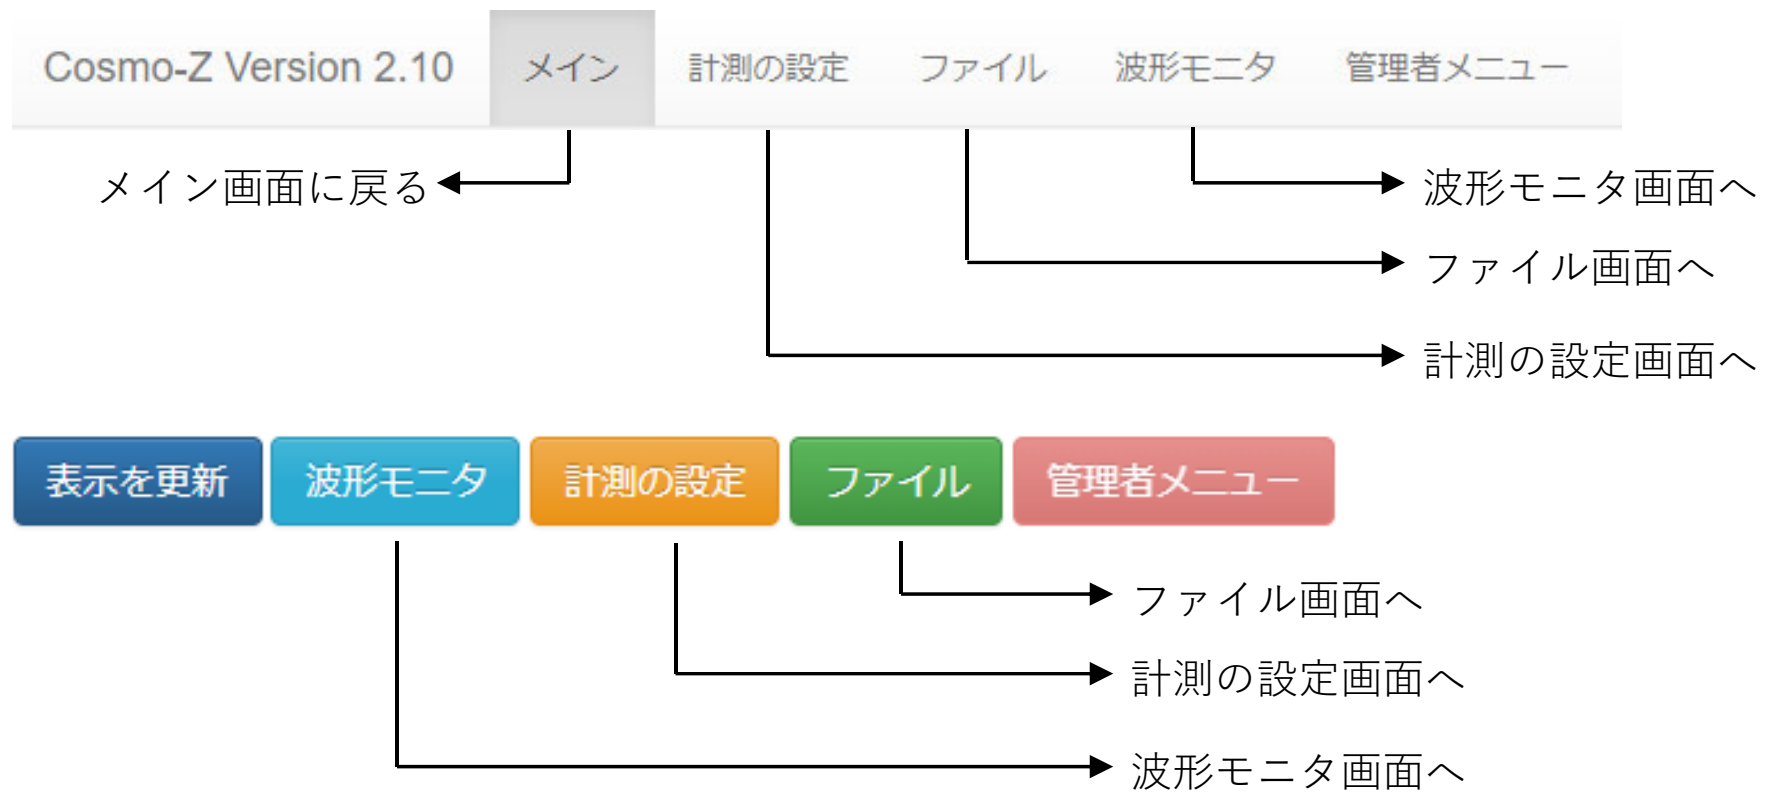 Cosmo-Z Version 2.10 メイン 計測の設定 ファイル 波形モニタ 管理者メニュー
メイン画面に戻る 波形モニタ画面へ
ファイル画面へ
計測の設定画面へ
表示を更新 波形モニタ 計測の設定 ファイル 管理者メニュー
ファイル画面へ
計測の設定画面へ
波形モニタ画面へ